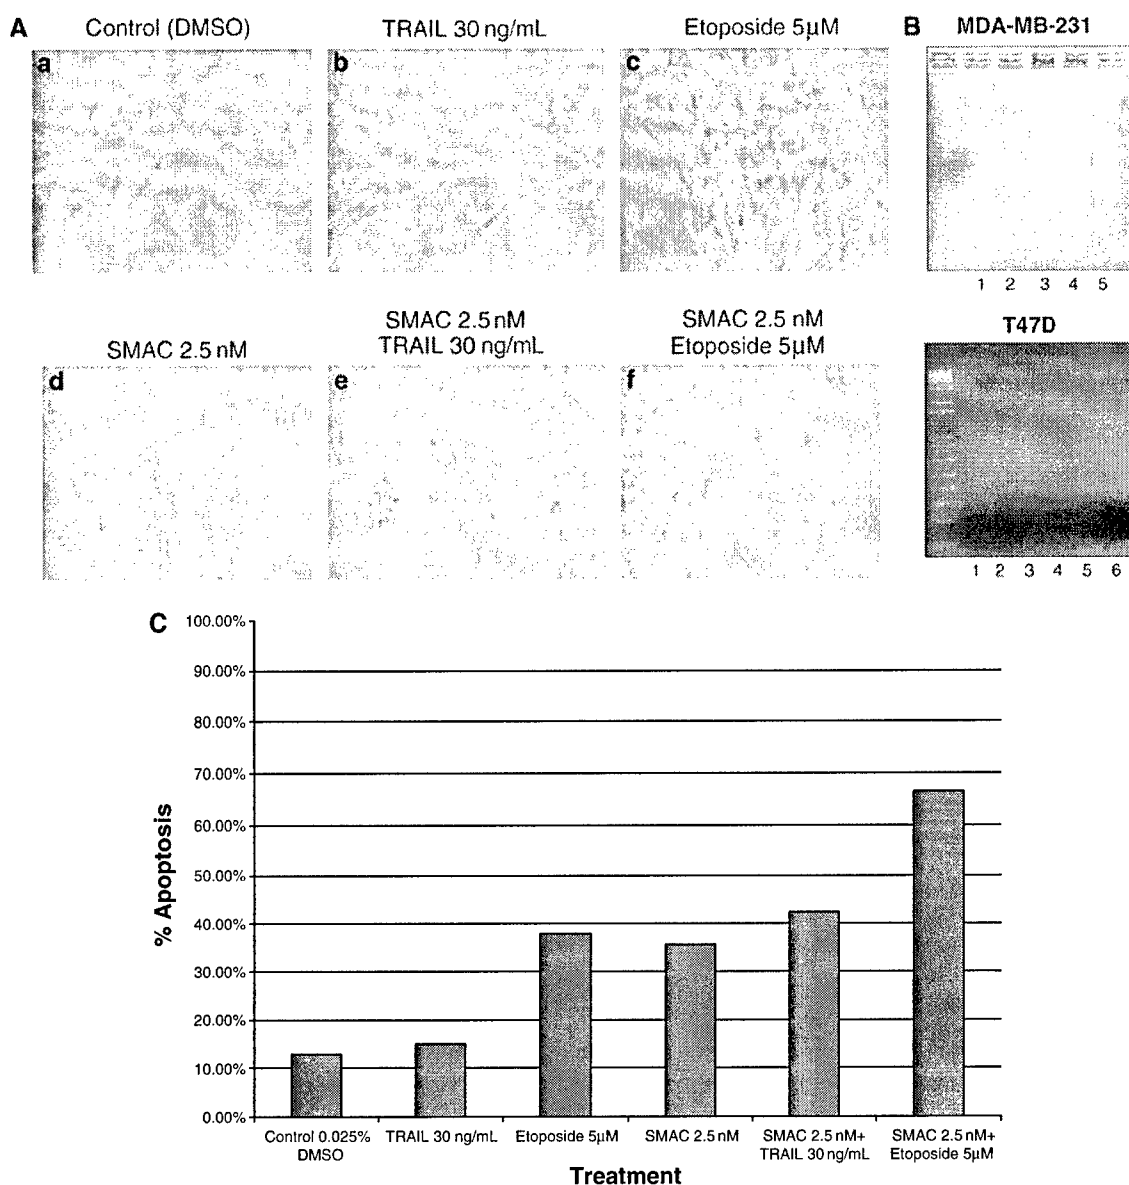 A
Control (DMSO)
TRAIL 30 ng/mL
Etoposide 5µM
B
MDA-MB-231
a
b
c
1 2 3 4 5
SMAC 2.5 nM
SMAC 2.5 nM
TRAIL 30 ng/mL
SMAC 2.5 nM
Etoposide 5µM
T47D
d
e
f
1 2 3 4 5 6
C
100.00%
90.00%
80.00%
70.00%
60.00%
50.00%
40.00%
30.00%
20.00%
10.00%
0.00%
% Apoptosis
Control 0.025%
DMSO
TRAIL 30 ng/mL
Etoposide 5µM
SMAC 2.5 nM
SMAC 2.5 nM+
TRAIL 30 ng/mL
SMAC 2.5 nM+
Etoposide 5µM
Treatment